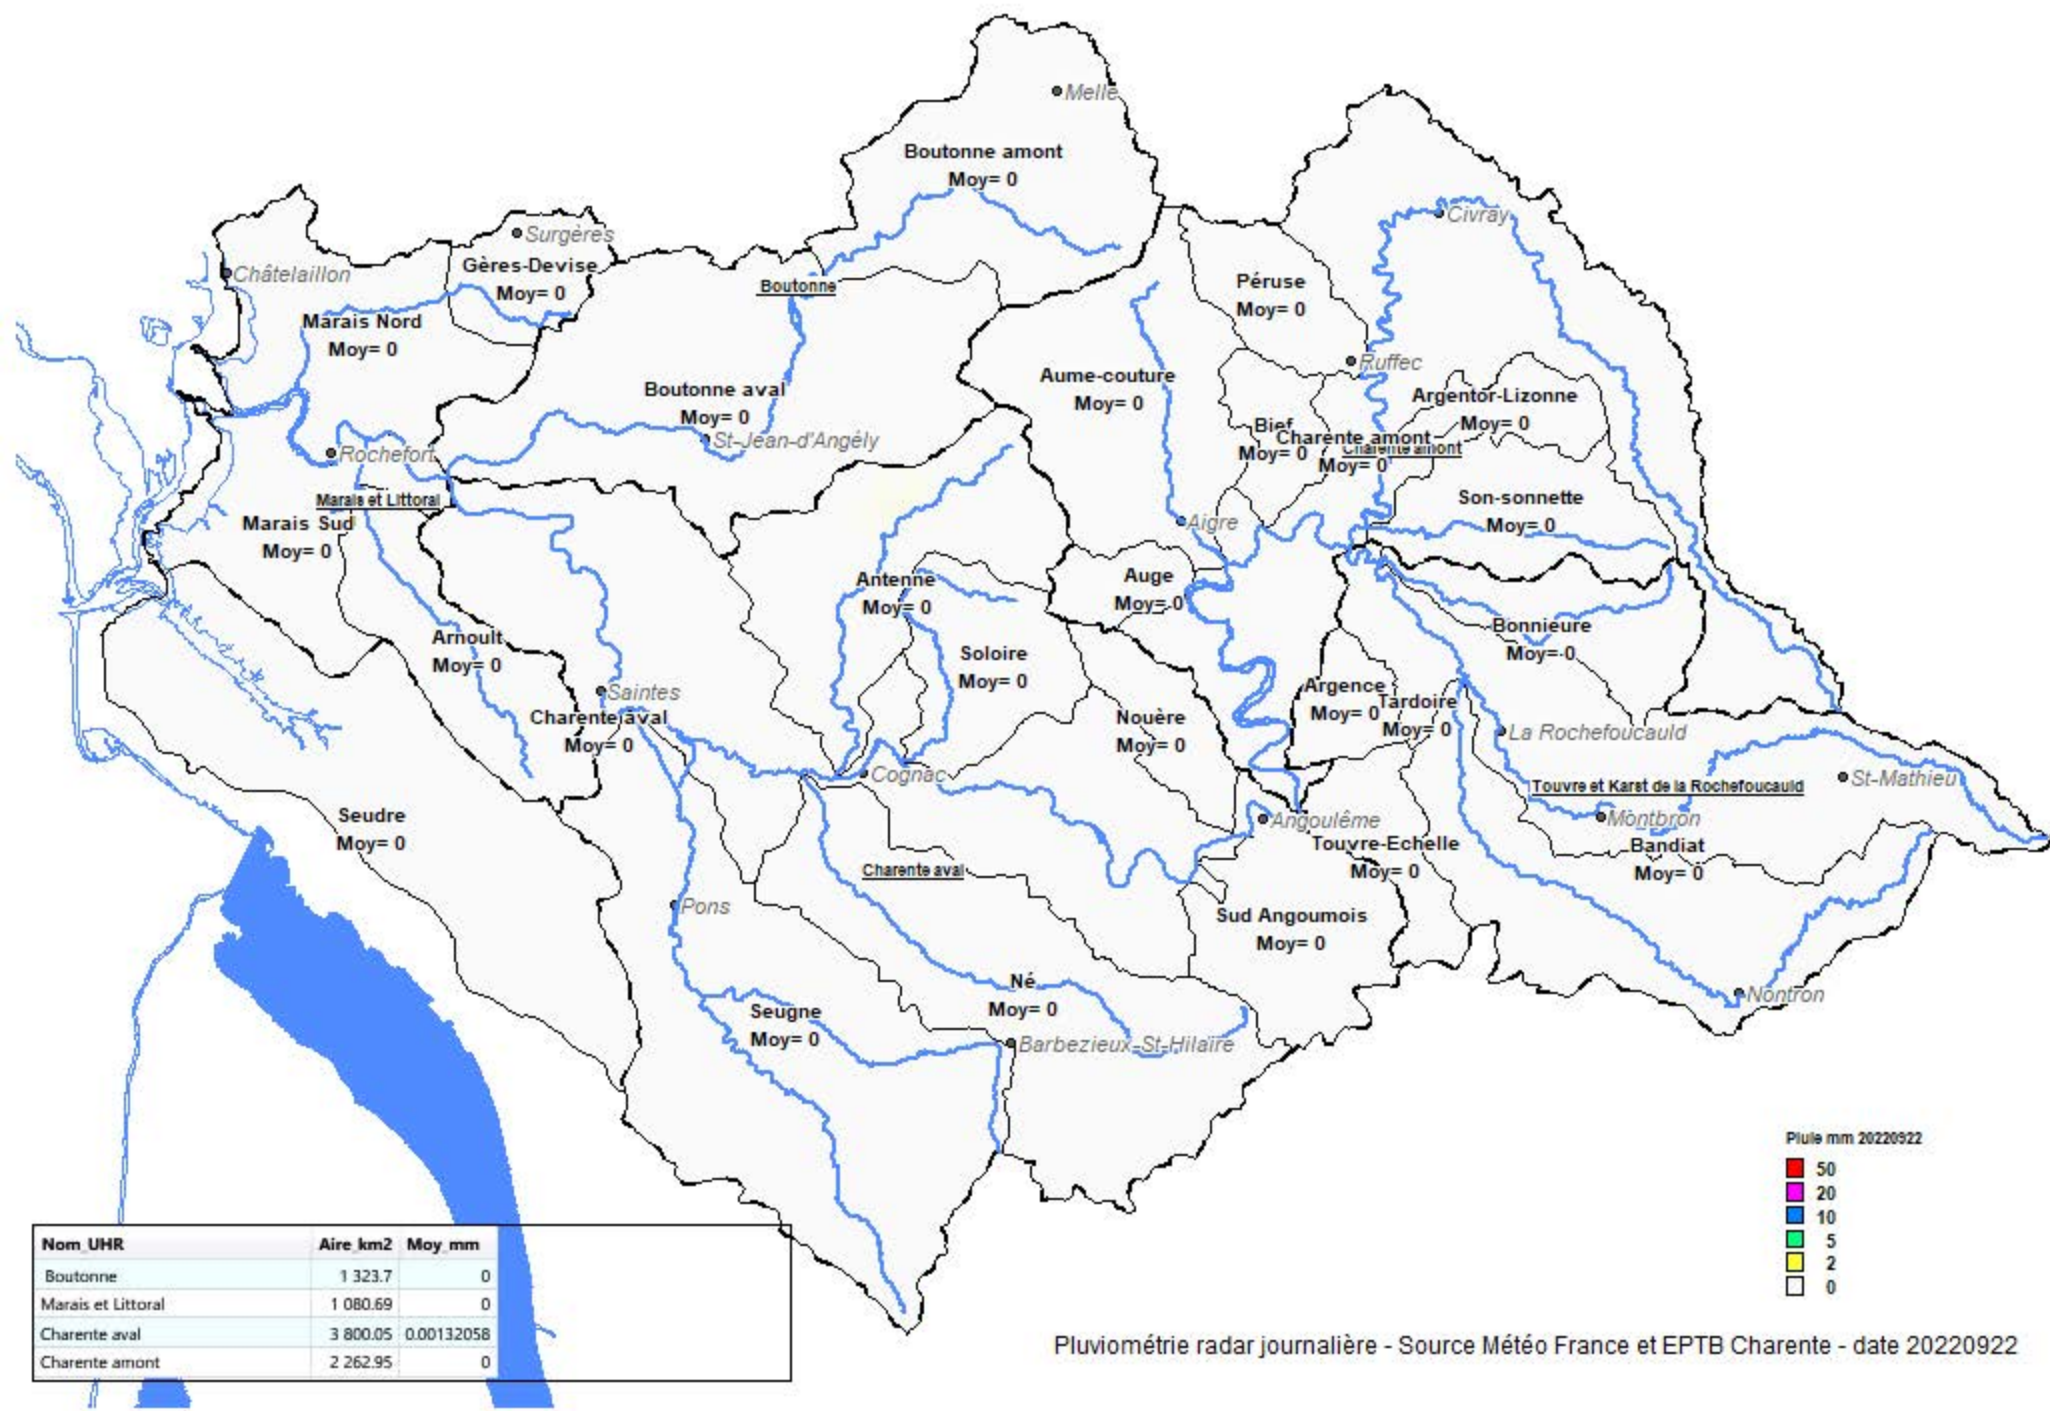 Melle
Boutonne amont
Moy= 0
Civray
Surgères
Châtelaillon
Gères-Devise
Moy= 0
Boutonne
Péruse
Moy= 0
Marais Nord
Moy= 0
Ruffec
Boutonne aval
Moy= 0
Aume-couture
Moy= 0
Argentor-Lizonne
Moy= 0
St-Jean-d'Angély
Bief
Moy= 0
Charente amont
Moy= 0
Charente amont
Rochefort
Marais et Littoral
Marais Sud
Moy= 0
Son-sonnette
Moy= 0
Aigre
Antenne
Moy= 0
Auge
Moy= 0
Bonnieure
Moy= 0
Arnoult
Moy= 0
Soloire
Moy= 0
Saintes
Charente aval
Moy= 0
Nouère
Moy= 0
Argence
Moy= 0
Tardoire
Moy= 0
La Rochefoucauld
Cognac
Touvre et Karst de la Rochefoucauld
St-Mathieu
Seudre
Moy= 0
Angoulême
Montbron
Touvre-Echelle
Moy= 0
Bandiat
Moy= 0
Charente aval
Pons
Sud Angoumois
Moy= 0
Né
Moy= 0
Nontron
Seugne
Moy= 0
Barbezieux-St-Hilaire
Pluie mm 20220922
50
20
10
5
2
0
Nom_UHR Aire_km2 Moy_mm
Boutonne 1 323.7 0
Marais et Littoral 1 080.69 0
Charente aval 3 800.05 0.00132058
Charente amont 2 262.95 0
Pluviométrie radar journalière - Source Météo France et EPTB Charente - date 20220922